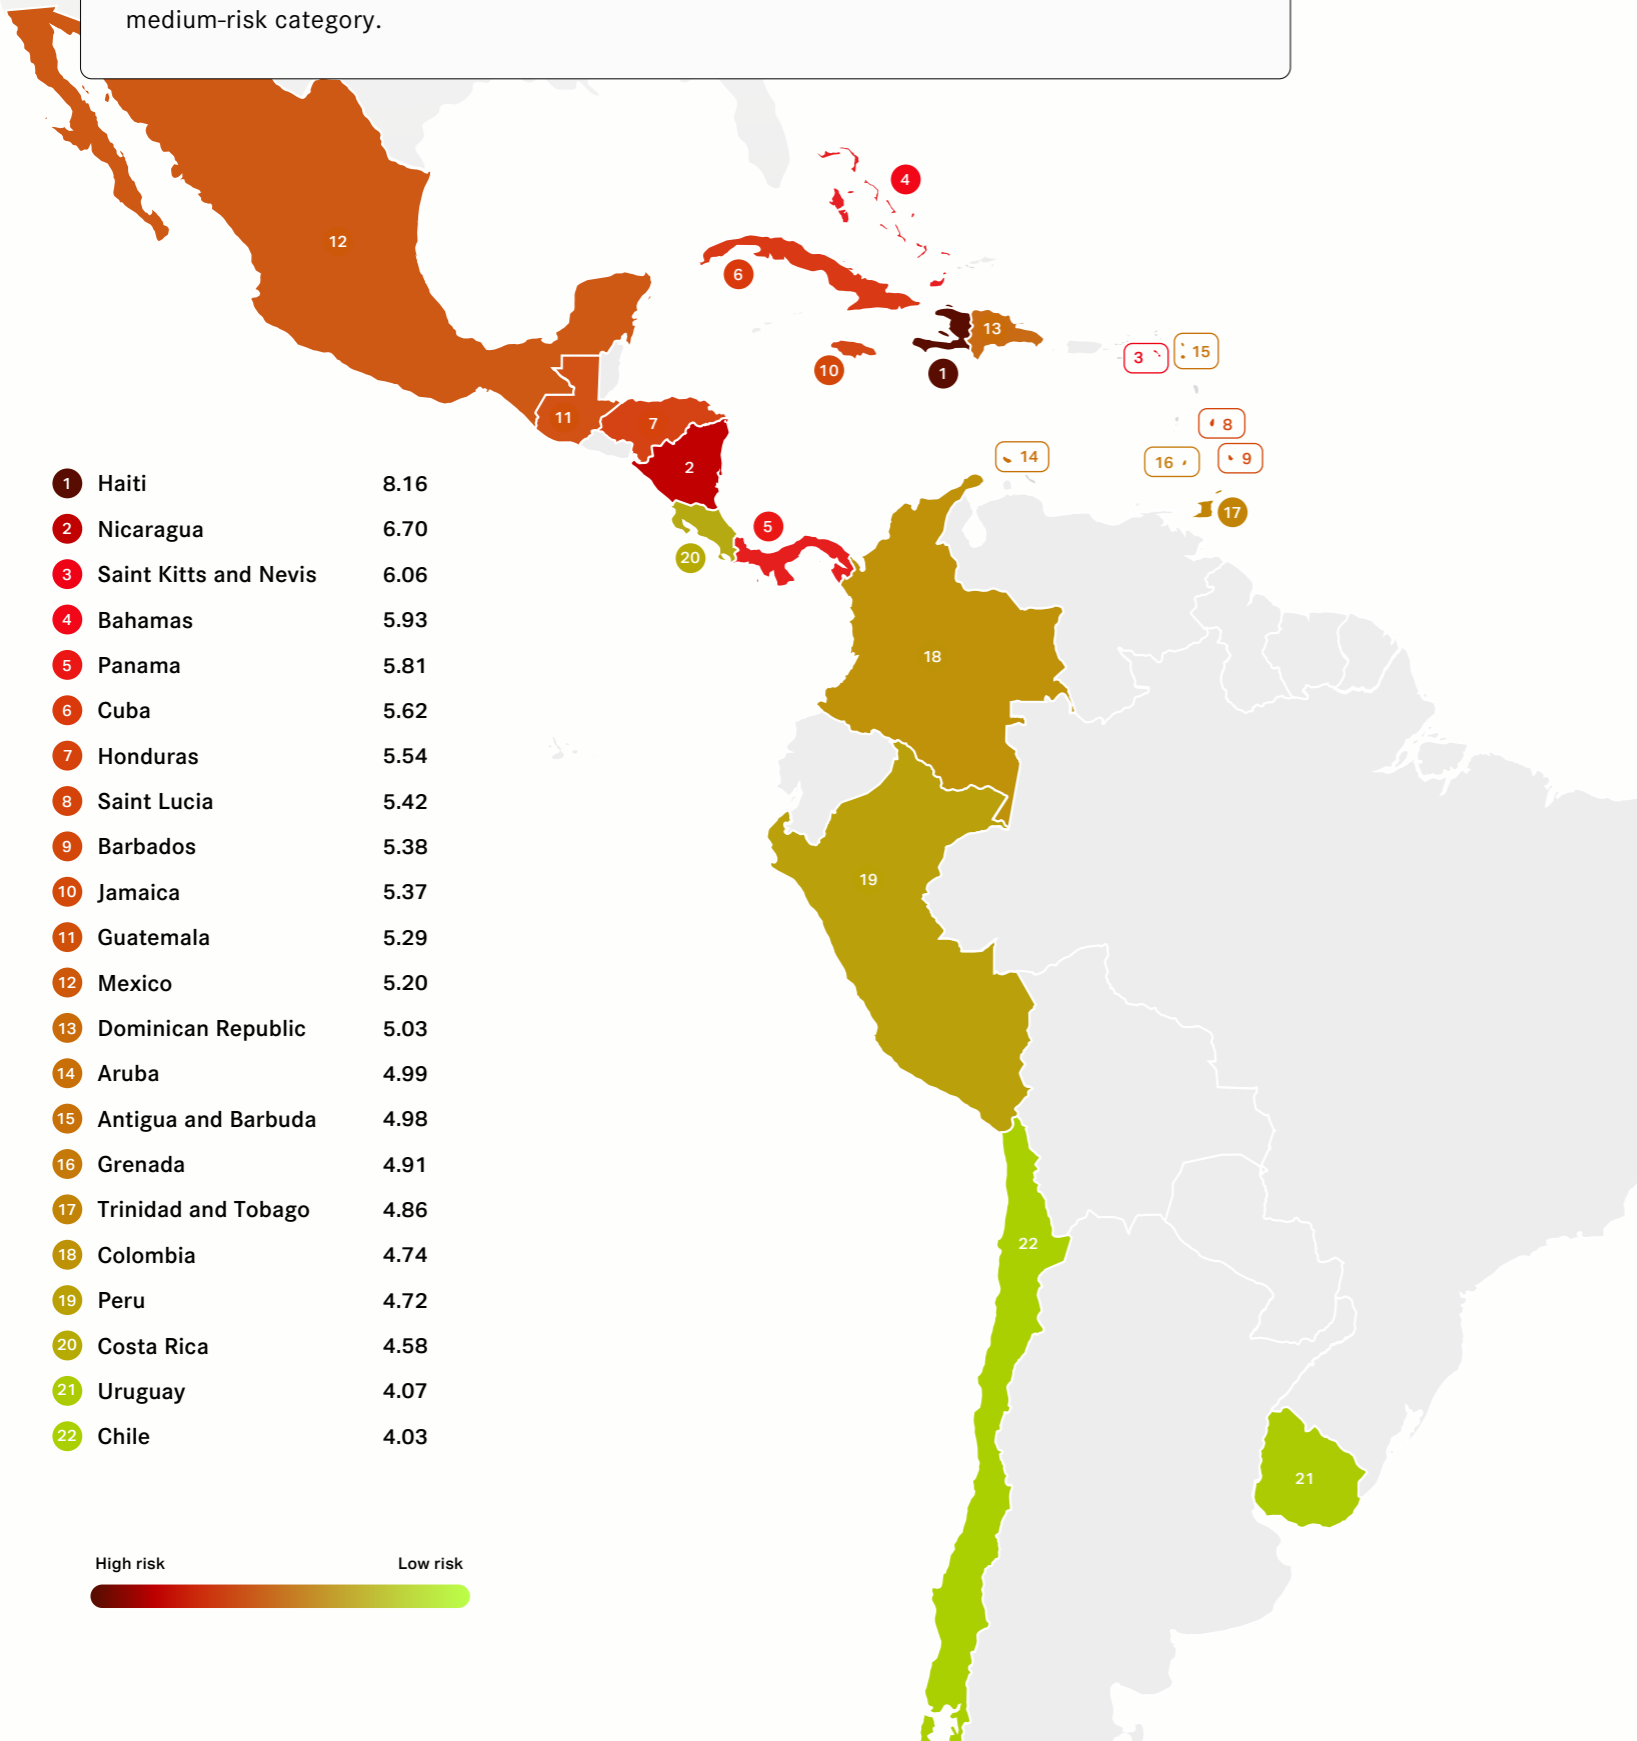 medium-risk category.
4
12
6
13
3
15
10
1
11
7
8
14
16
9
2
17
5
20
18
19
22
21
1 Haiti 8.16
2 Nicaragua 6.70
3 Saint Kitts and Nevis 6.06
4 Bahamas 5.93
5 Panama 5.81
6 Cuba 5.62
7 Honduras 5.54
8 Saint Lucia 5.42
9 Barbados 5.38
10 Jamaica 5.37
11 Guatemala 5.29
12 Mexico 5.20
13 Dominican Republic 5.03
14 Aruba 4.99
15 Antigua and Barbuda 4.98
16 Grenada 4.91
17 Trinidad and Tobago 4.86
18 Colombia 4.74
19 Peru 4.72
20 Costa Rica 4.58
21 Uruguay 4.07
22 Chile 4.03
High risk Low risk